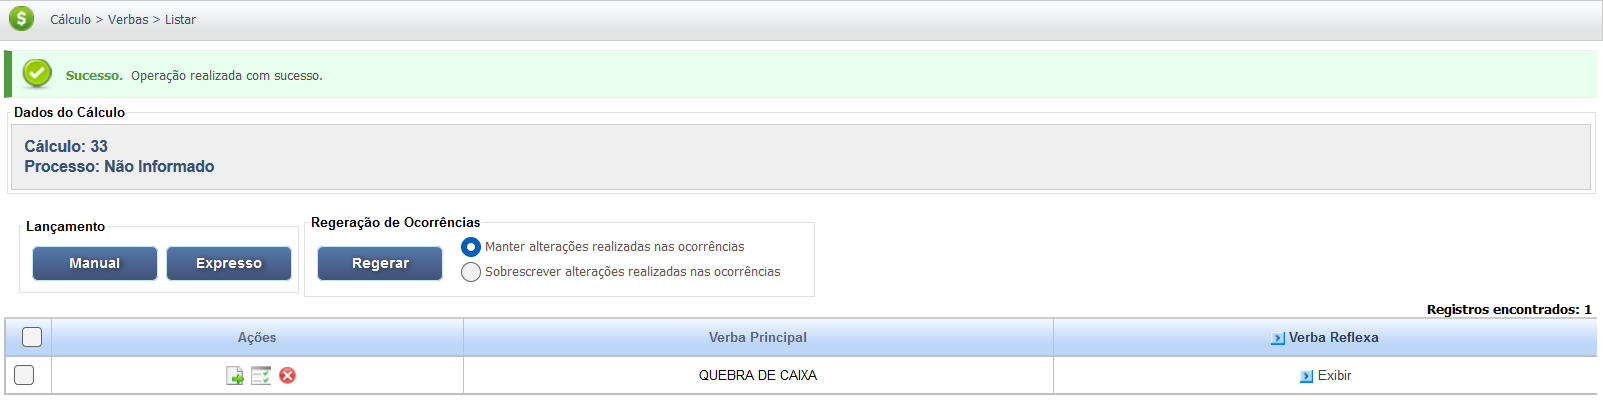 Cálculo > Verbas > Listar
Sucesso. Operação realizada com sucesso.
Dados do Cálculo
Cálculo: 33
Processo: Não Informado
Lançamento
Manual Expresso
Regeração de Ocorrências
Regerar
Manter alterações realizadas nas ocorrências
Sobrescrever alterações realizadas nas ocorrências
Registros encontrados: 1
Ações Verba Principal Verba Reflexa
QUEBRA DE CAIXA Exibir